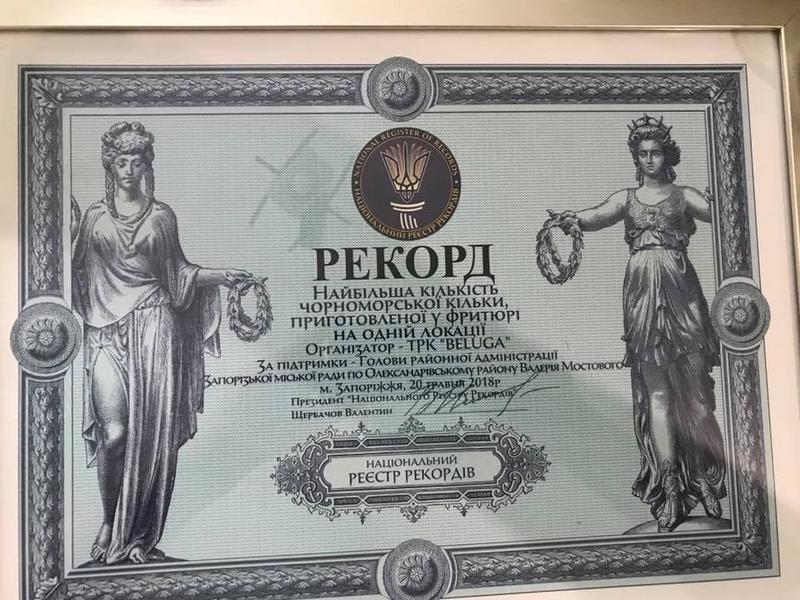 NATIONAL REGISTER OF RECORDS
НАЦІОНАЛЬНИЙ РЕЄСТР РЕКОРДІВ
РЕКОРД
НАЙБІЛЬША КІЛЬКІСТЬ
ЧОРНОМОРСЬКОЇ КІЛЬКИ,
ПРИГОТОВЛЕНОЇ У ФРИТЮРІ
НА ОДНІЙ ЛОКАЦІЇ
ОРГАНІЗАТОР - ТРК "BELUGA"
ЗА ПІДТРИМКИ - ГОЛОВИ РАЙОННОЇ АДМІНІСТРАЦІЇ
ЗАПОРІЗЬКОЇ МІСЬКОЇ РАДИ ПО ОЛЕКСАНДРІВСЬКОМУ РАЙОНУ ВАЛЕРІЯ МОСТОВОГО
М. ЗАПОРІЖЖЯ, 20 ТРАВНЯ 2018Р
ПРЕЗИДЕНТ "НАЦІОНАЛЬНОГО РЕЄСТРУ РЕКОРДІВ"
ЩЕРБАЧОВ ВАЛЕНТИН
НАЦІОНАЛЬНИЙ
РЕЄСТР РЕКОРДІВ